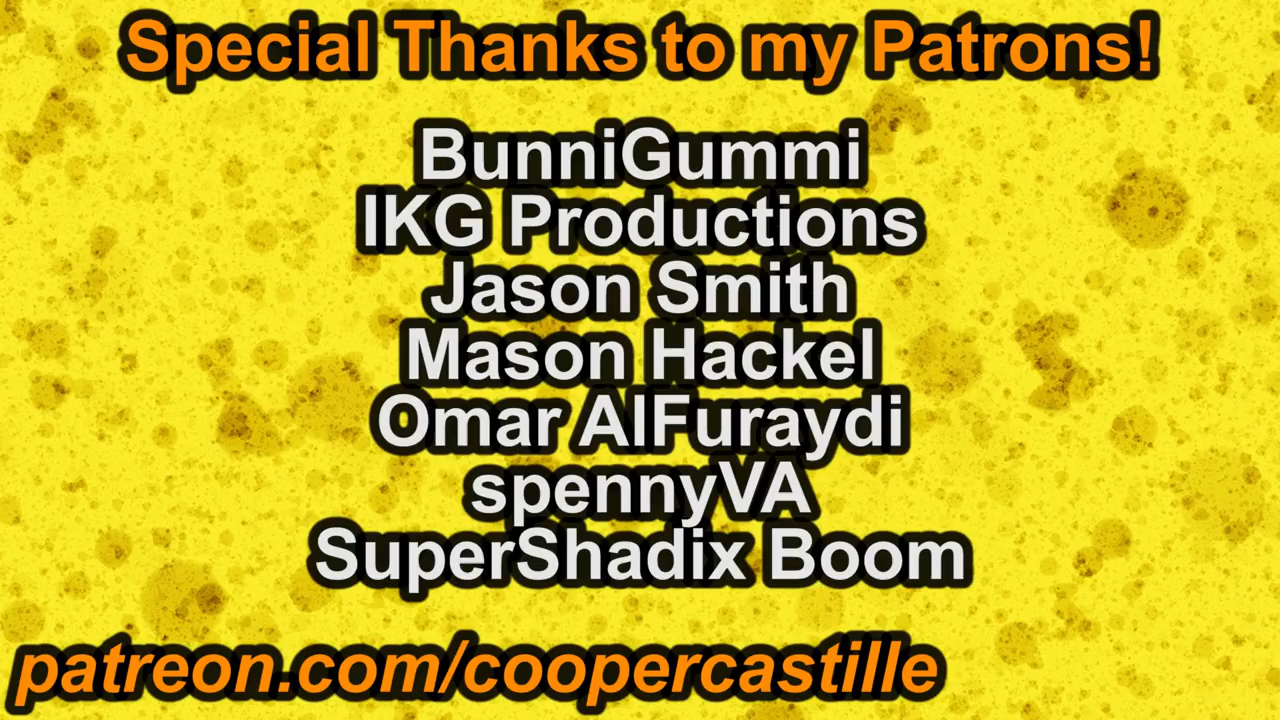 Special Thanks to my Patrons!
BunniGummi
IKG Productions
Jason Smith
Mason Hackel
Omar AlFuraydi
spennyVA
SuperShadix Boom
patreon.com/coopercastille